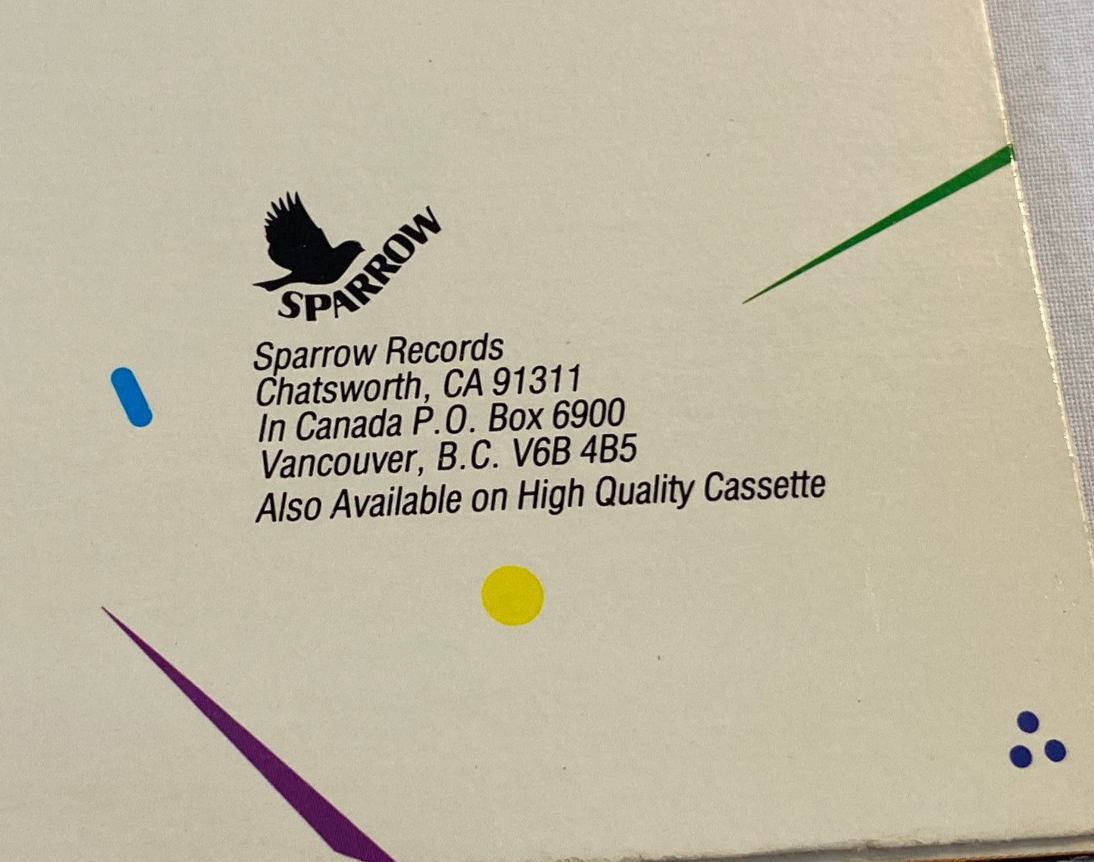 SPARROW
Sparrow Records
Chatsworth, CA 91311
In Canada P.O. Box 6900
Vancouver, B.C. V6B 4B5
Also Available on High Quality Cassette